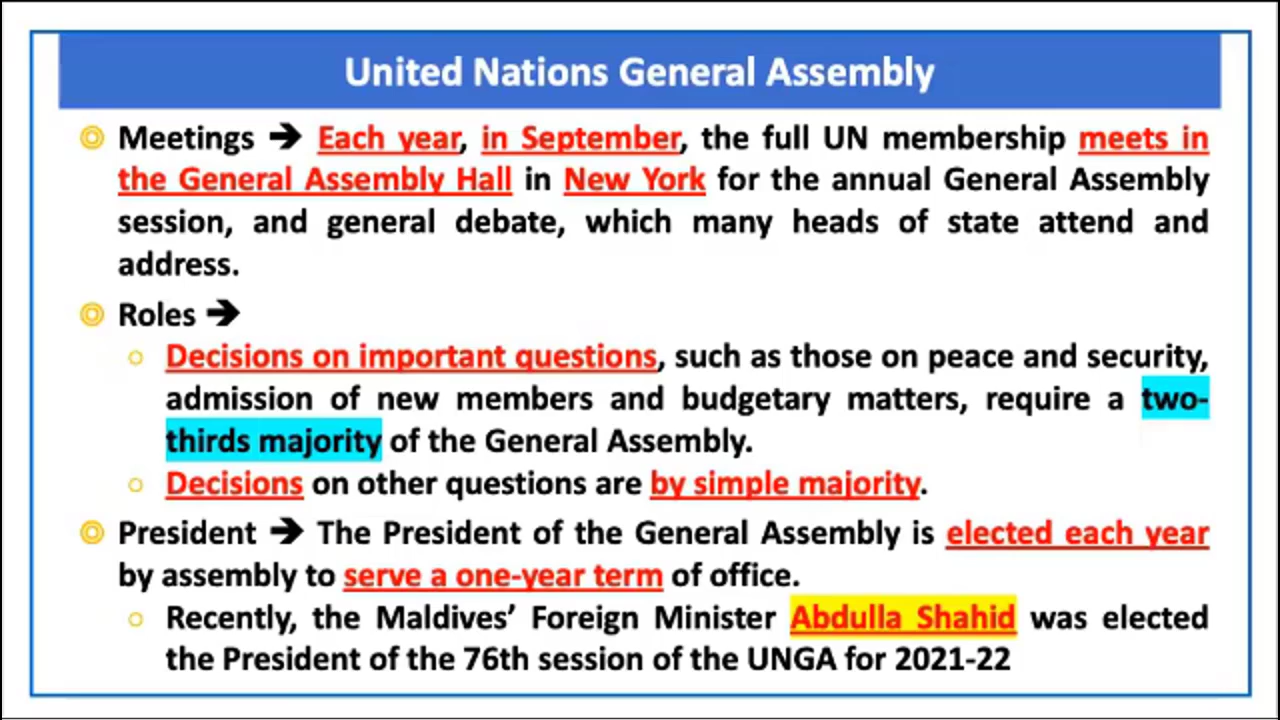 United Nations General Assembly
Meetings ➔ Each year, in September, the full UN membership meets in
the General Assembly Hall in New York for the annual General Assembly
session, and general debate, which many heads of state attend and
address.
Roles ➔
Decisions on important questions, such as those on peace and security,
admission of new members and budgetary matters, require a two-
thirds majority of the General Assembly.
Decisions on other questions are by simple majority.
President ➔ The President of the General Assembly is elected each year
by assembly to serve a one-year term of office.
Recently, the Maldives’ Foreign Minister Abdulla Shahid was elected
the President of the 76th session of the UNGA for 2021-22